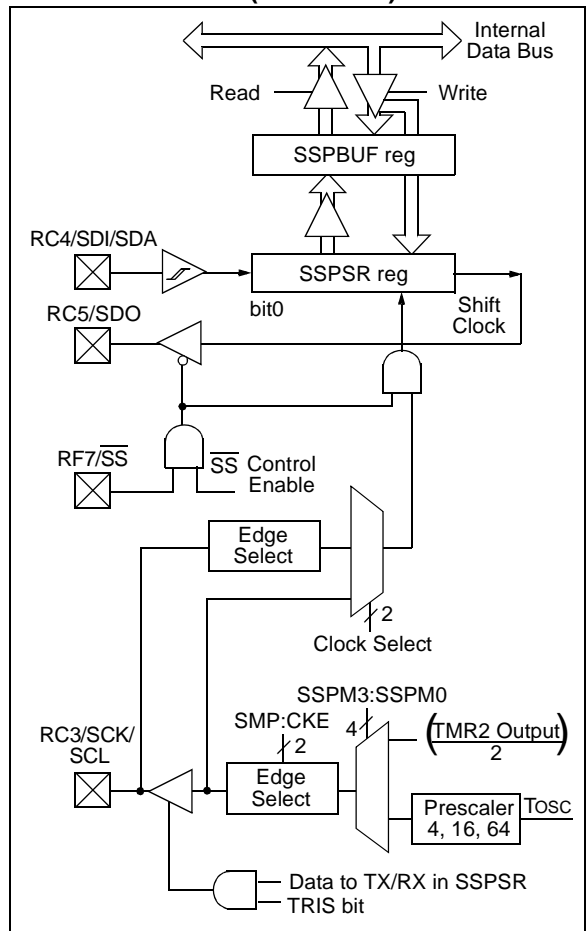 Internal
Data Bus
Read
Write
SSPBUF reg
RC4/SDI/SDA
SSPSR reg
bit0
Shift
Clock
RC5/SDO
RF7/S̅S̅
S̅S̅ Control
Enable
Edge
Select
2
Clock Select
SSPM3:SSPM0
SMP:CKE
4
2
(TMR2 Output)
2
RC3/SCK/
SCL
Edge
Select
Prescaler
4, 16, 64
TOSC
Data to TX/RX in SSPSR
TRIS bit